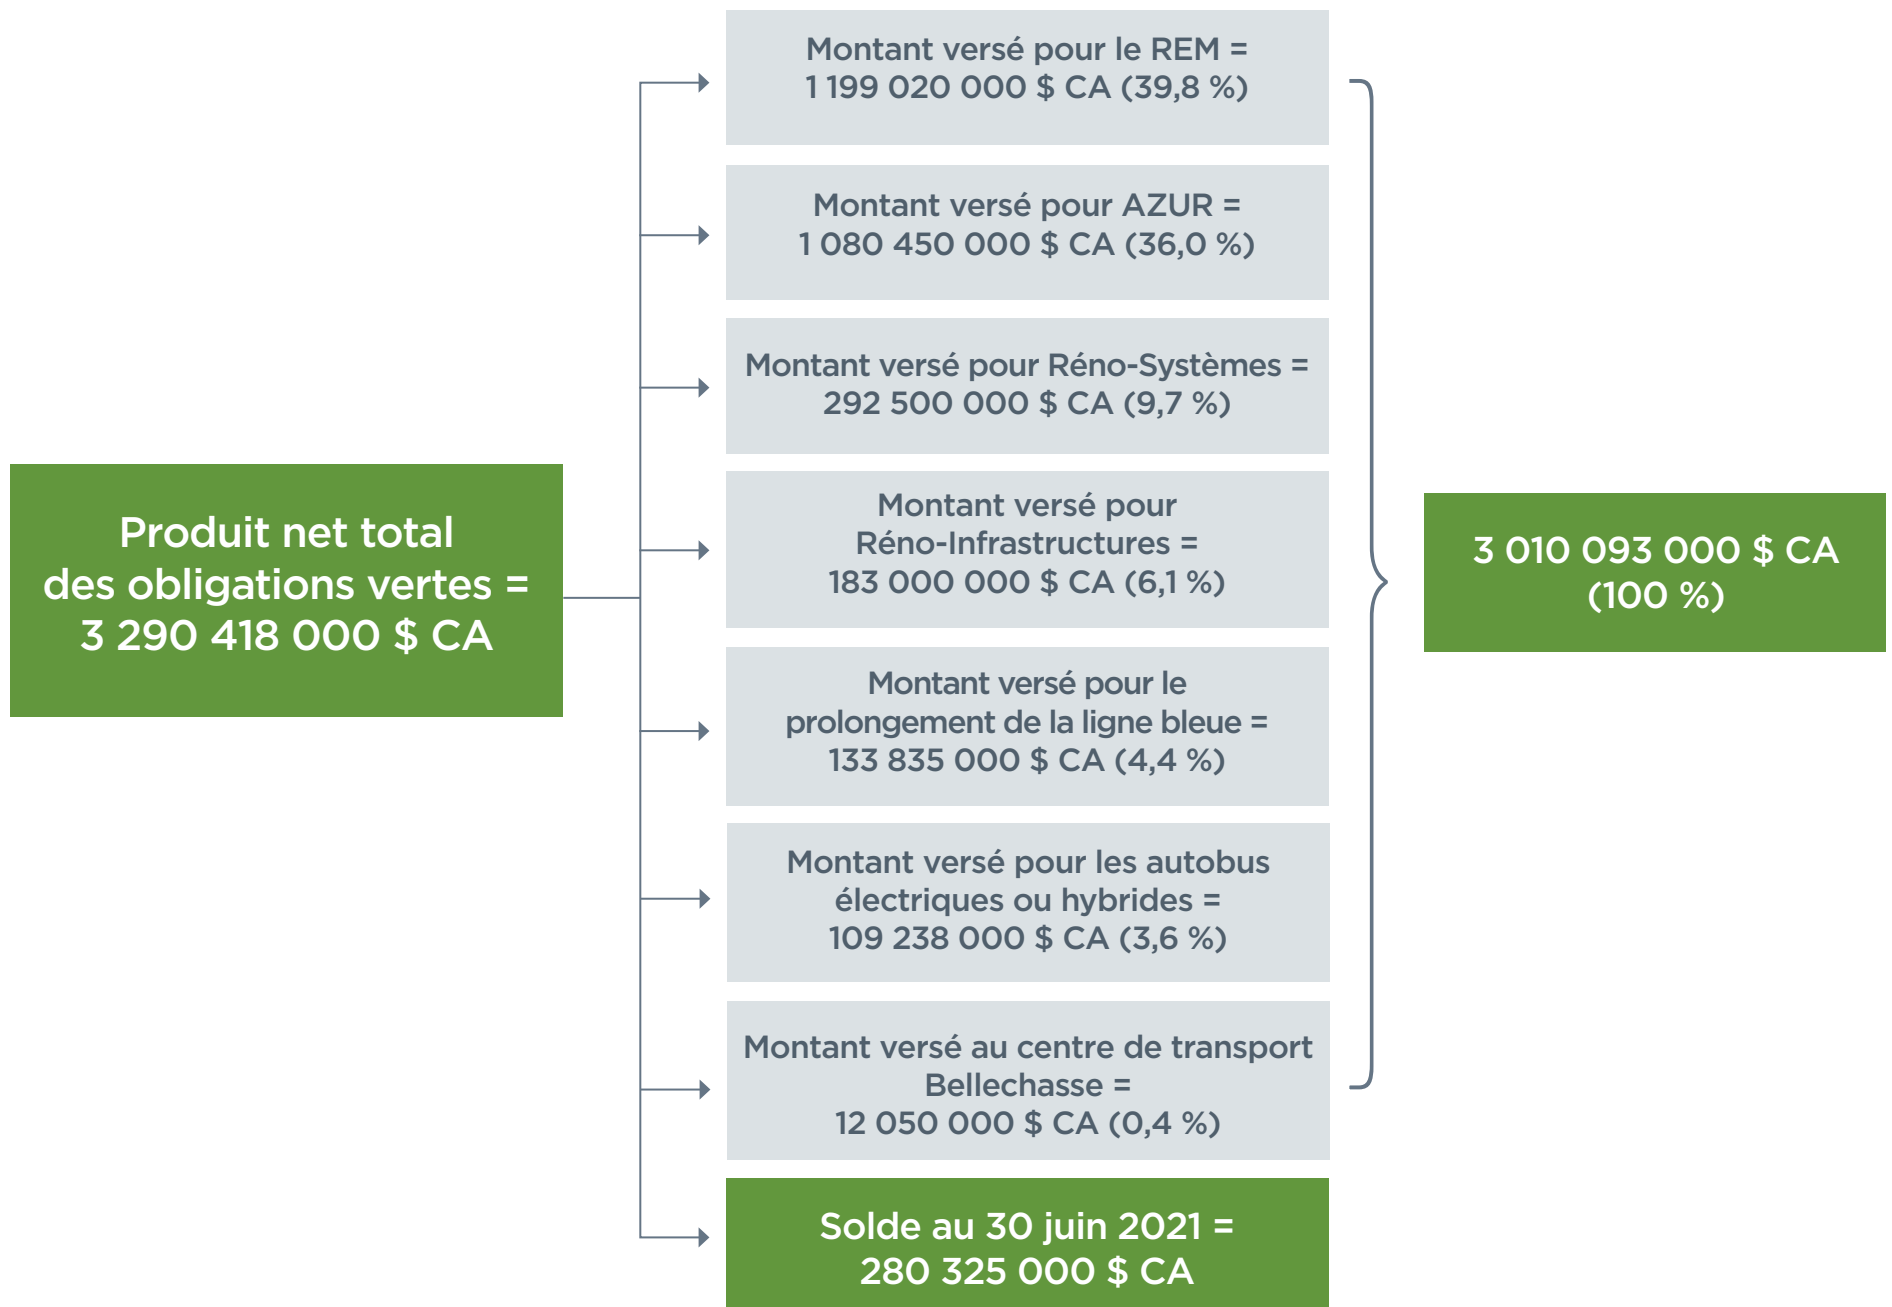 Produit net total
des obligations vertes =
3 290 418 000 $ CA
Montant versé pour le REM =
1 199 020 000 $ CA (39,8 %)
Montant versé pour AZUR =
1 080 450 000 $ CA (36,0 %)
Montant versé pour Réno-Systèmes =
292 500 000 $ CA (9,7 %)
Montant versé pour
Réno-Infrastructures =
183 000 000 $ CA (6,1 %)
Montant versé pour le
prolongement de la ligne bleue =
133 835 000 $ CA (4,4 %)
Montant versé pour les autobus
électriques ou hybrides =
109 238 000 $ CA (3,6 %)
Montant versé au centre de transport
Bellechasse =
12 050 000 $ CA (0,4 %)
Solde au 30 juin 2021 =
280 325 000 $ CA
3 010 093 000 $ CA
(100 %)